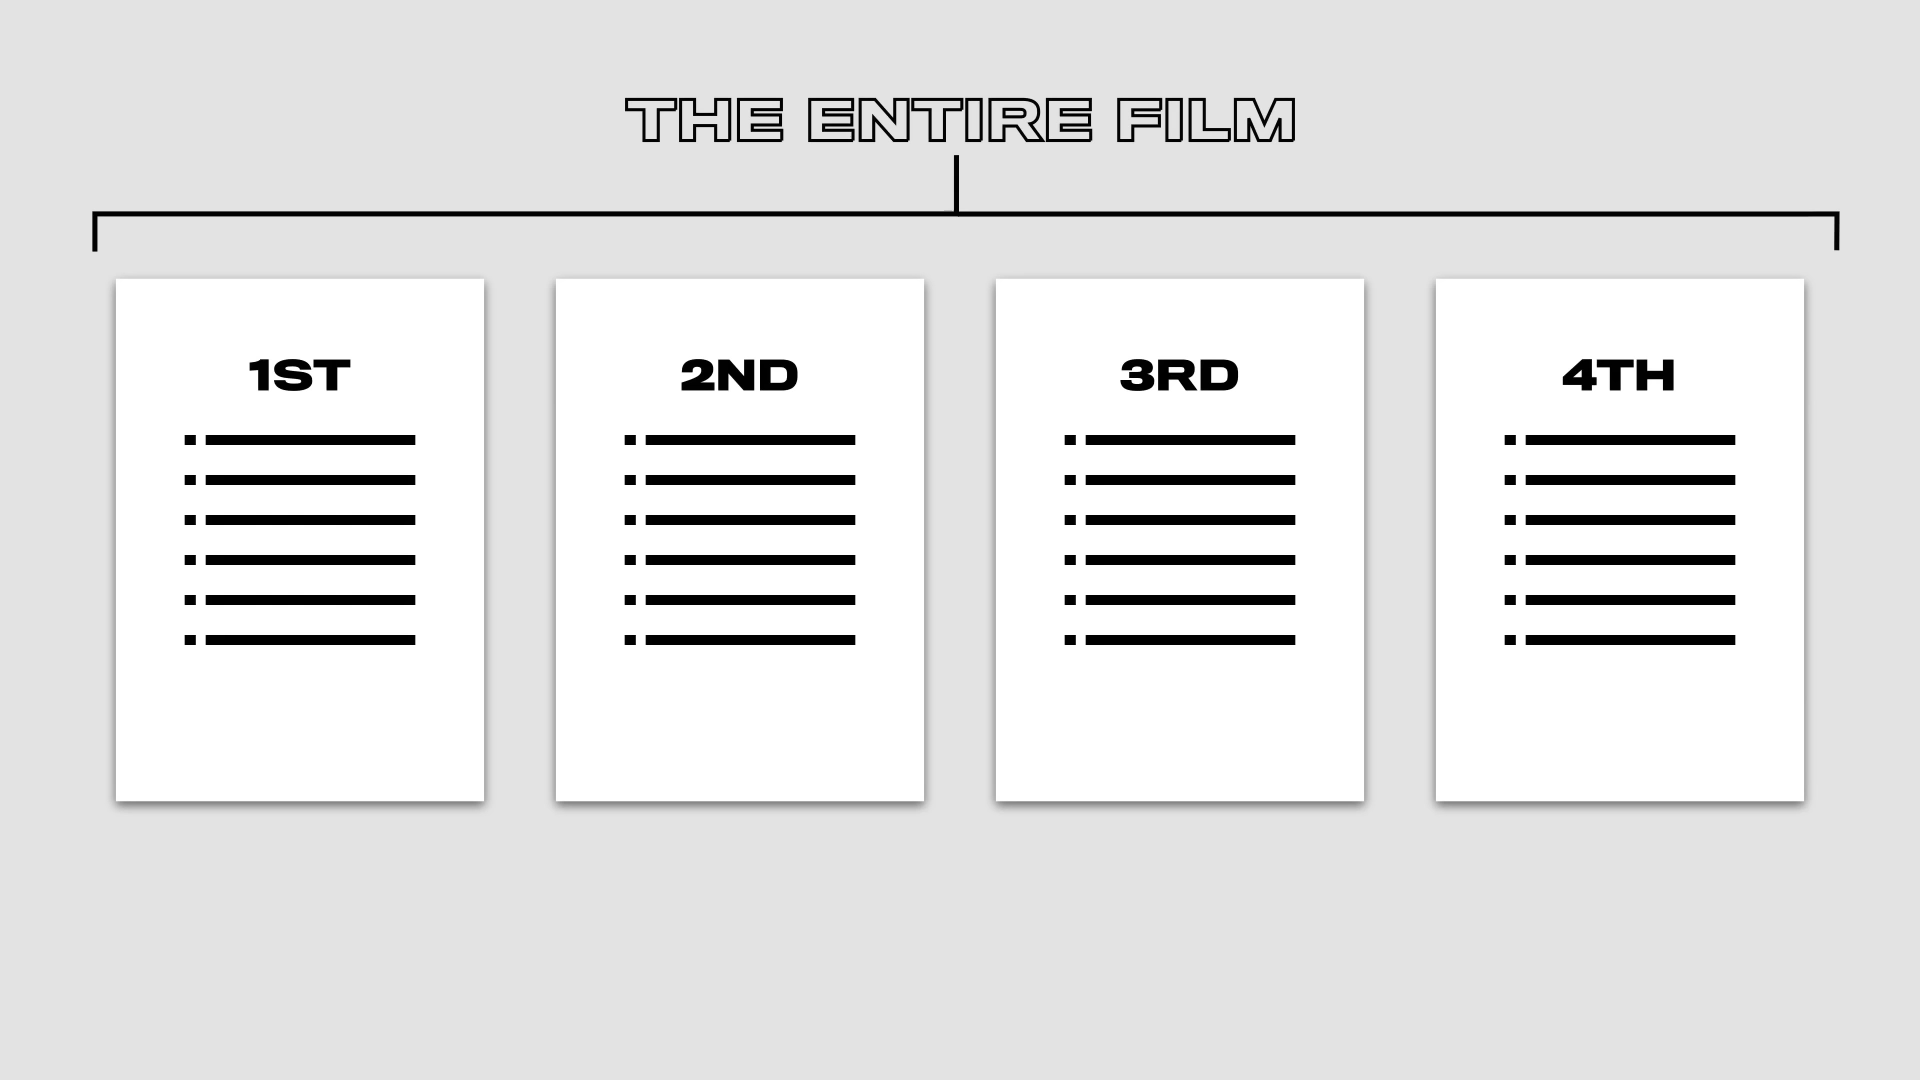 THE ENTIRE FILM
1ST
2ND
3RD
4TH